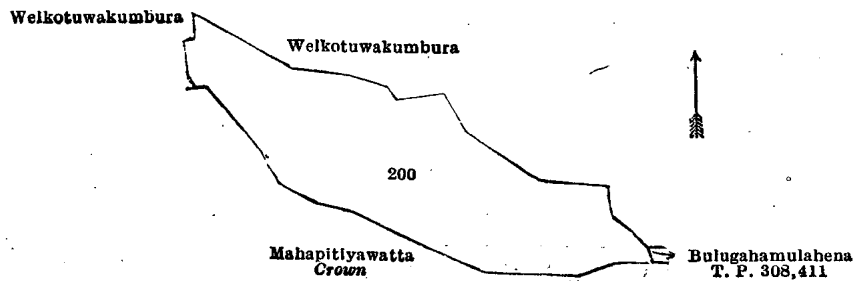 Welkotuwakumbura
Welkotuwakumbura
200
Mahapitiyawatta
Crown
Bulugahamulahena
T. P. 308,411